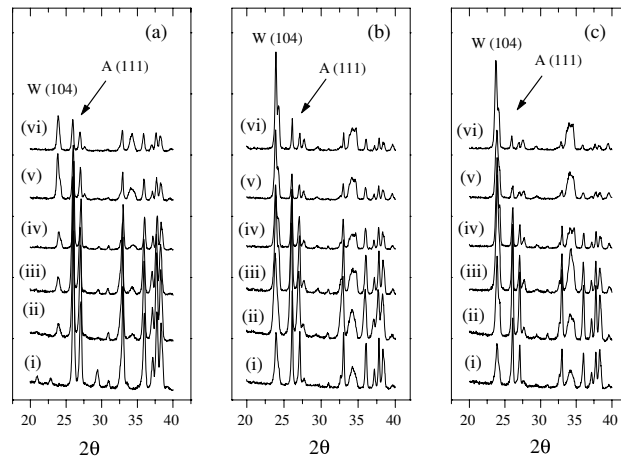 (a)
W (104)
A (111)
(vi)
(v)
(iv)
(iii)
(ii)
(i)
20 25 30 35 40
2θ
(b)
W (104)
A (111)
(vi)
(v)
(iv)
(iii)
(ii)
(i)
20 25 30 35 40
2θ
(c)
W (104)
A (111)
(vi)
(v)
(iv)
(iii)
(ii)
(i)
20 25 30 35 40
2θ